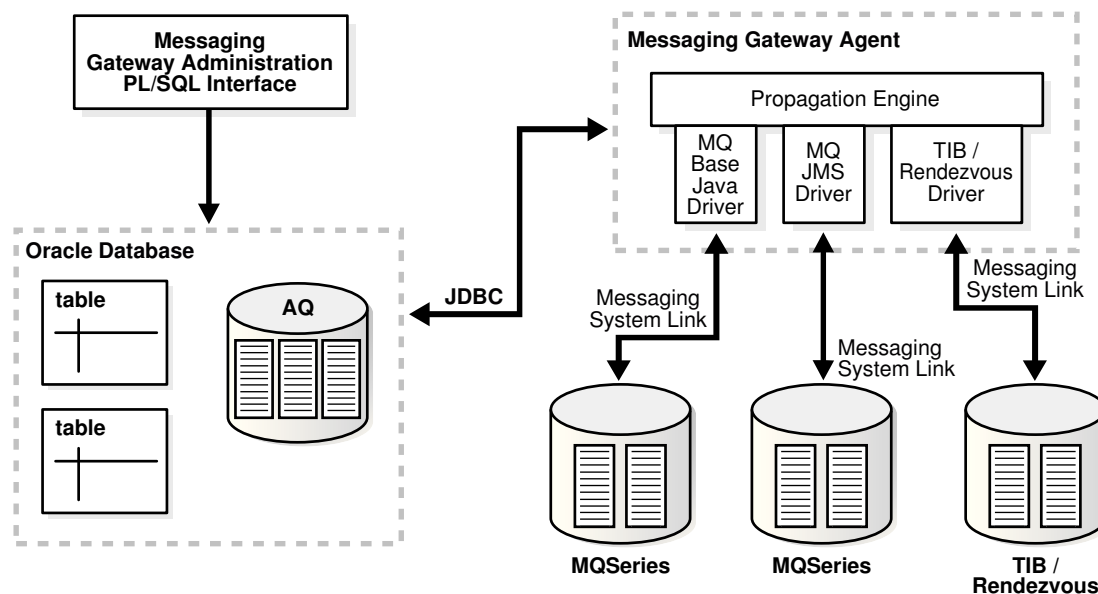 Messaging
Gateway Administration
PL/SQL Interface
Messaging Gateway Agent
Propagation Engine
MQ
Base
Java
Driver
MQ
JMS
Driver
TIB /
Rendezvous
Driver
Oracle Database
table
table
AQ
JDBC
Messaging
System Link
Messaging
System Link
Messaging
System Link
MQSeries
MQSeries
TIB /
Rendezvous